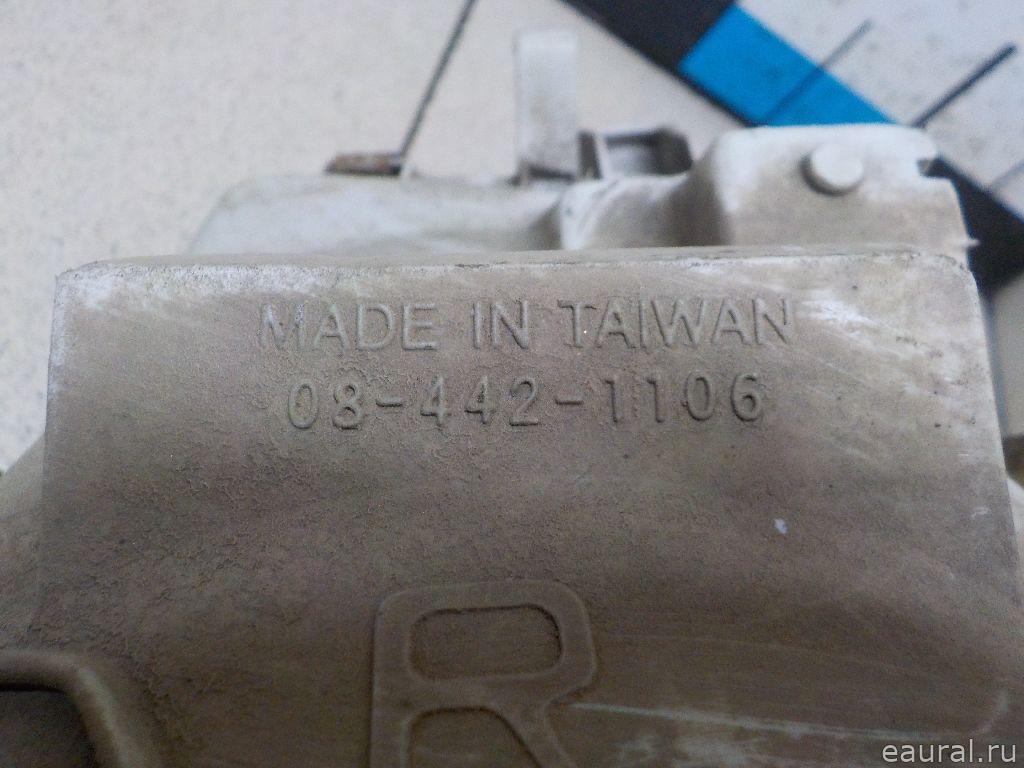 MADE IN TAIWAN
08-442-1106
R
eaural.ru